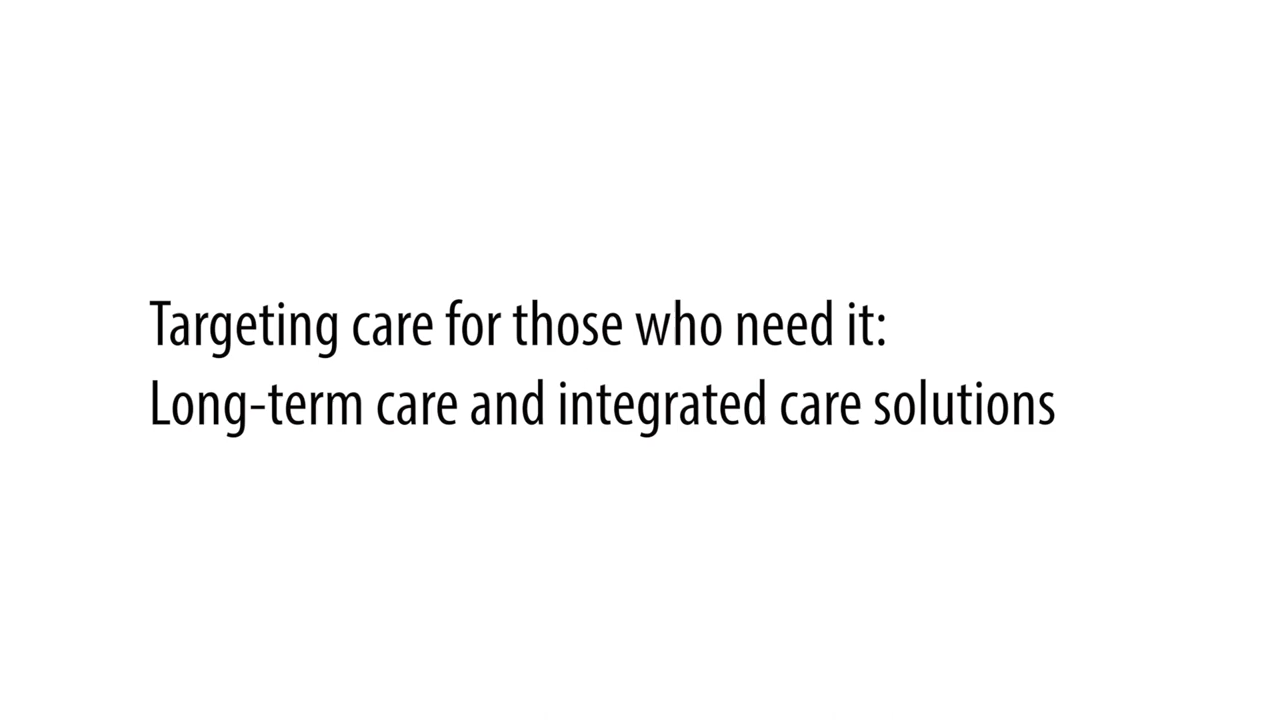 Targeting care for those who need it:
Long-term care and integrated care solutions